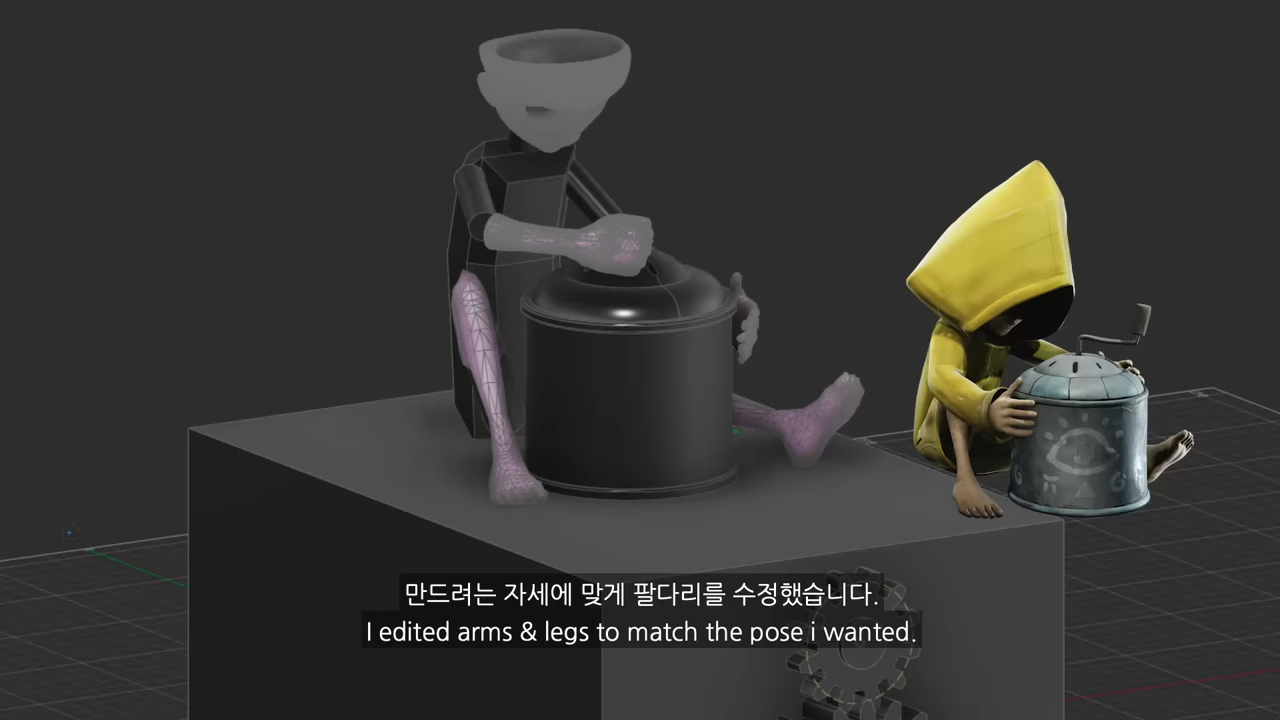 만드려는 자세에 맞게 팔다리를 수정했습니다.
I edited arms & legs to match the pose i wanted.